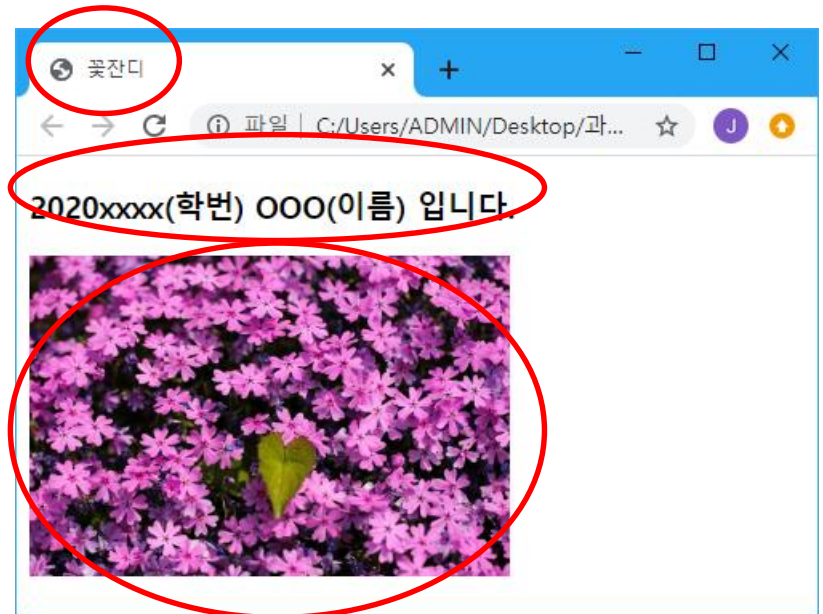 꽃잔디
파일 C:/Users/ADMIN/Desktop/과...
J
2020xxxx(학번) OOO(이름) 입니다.